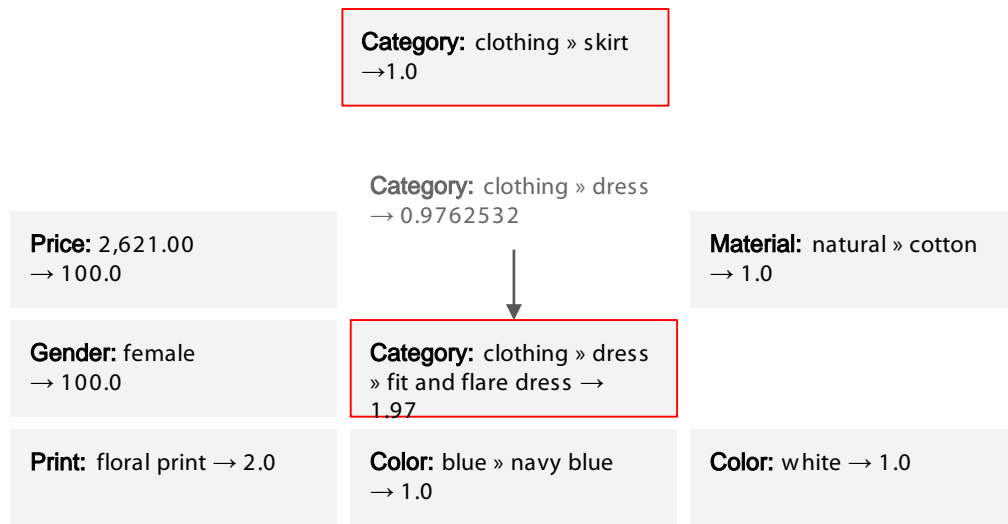 Category: clothing » skirt
→1.0
Category: clothing » dress
→ 0.9762532
Price: 2,621.00
→ 100.0
Material: natural » cotton
→ 1.0
Gender: female
→ 100.0
Category: clothing » dress
» fit and flare dress →
1.97
Print: floral print → 2.0
Color: blue » navy blue
→ 1.0
Color: white → 1.0